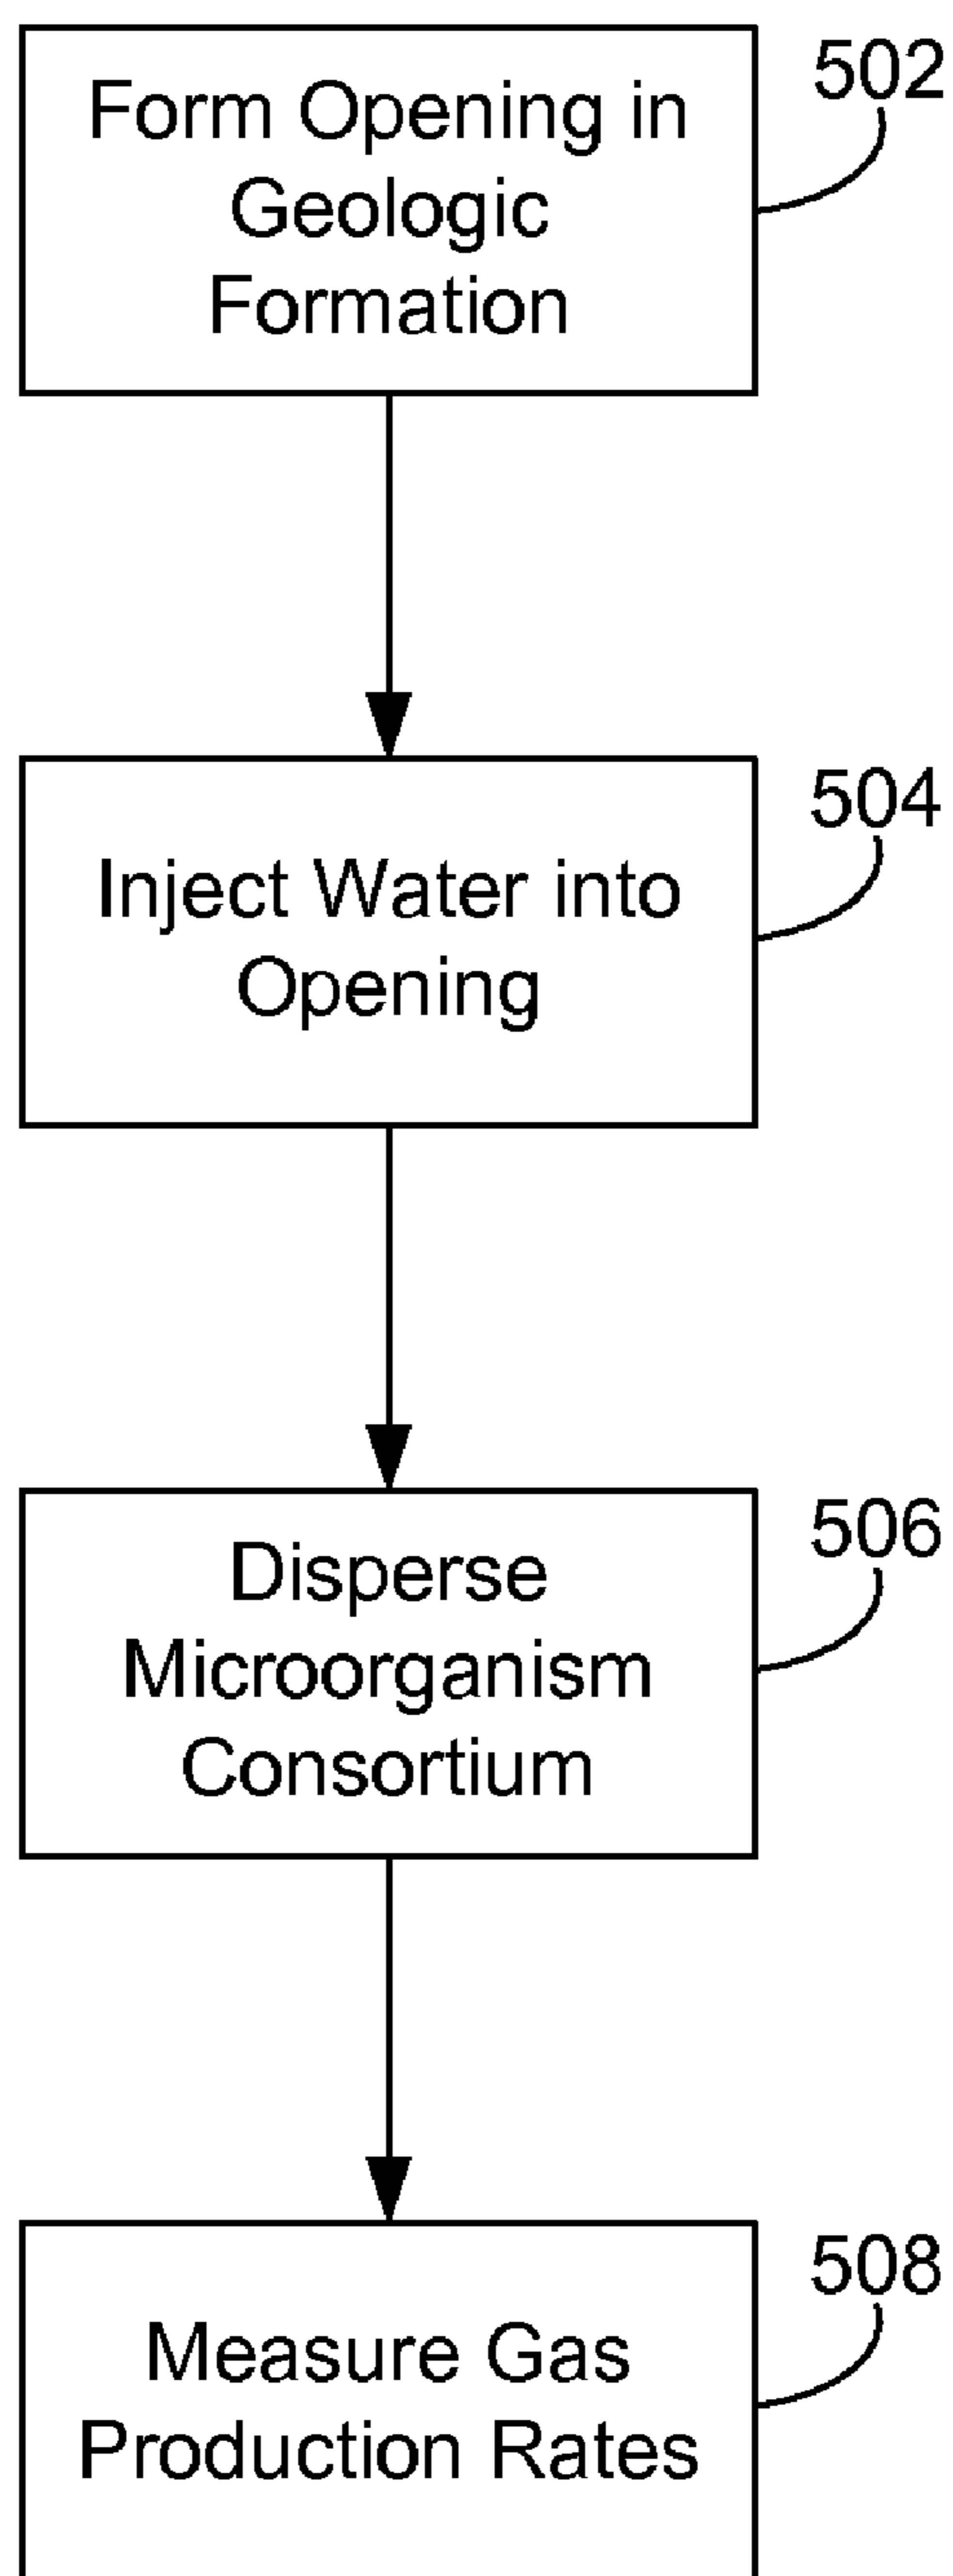 Form Opening in
Geologic
Formation
502
Inject Water into
Opening
504
Disperse
Microorganism
Consortium
506
Measure Gas
Production Rates
508